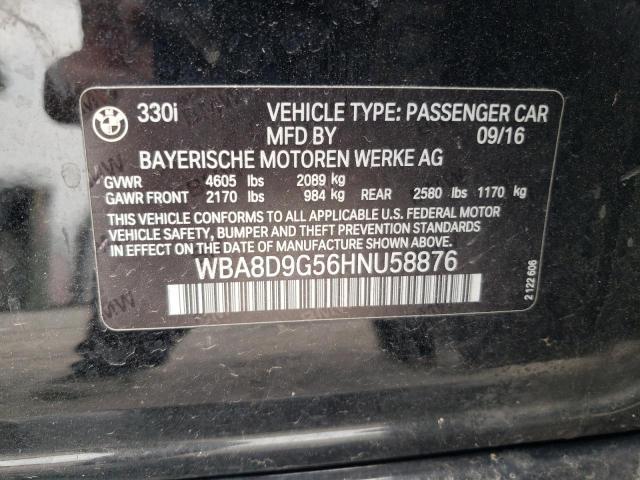 330i VEHICLE TYPE: PASSENGER CAR
MFD BY 09/16
BAYERISCHE MOTOREN WERKE AG
GVWR 4605 lbs 2089 kg
GAWR FRONT 2170 lbs 984 kg REAR 2580 lbs 1170 kg
THIS VEHICLE CONFORMS TO ALL APPLICABLE U.S. FEDERAL MOTOR
VEHICLE SAFETY, BUMPER AND THEFT PREVENTION STANDARDS
IN EFFECT ON THE DATE OF MANUFACTURE SHOWN ABOVE.
WBA8D9G56HNU58876
2 122 606